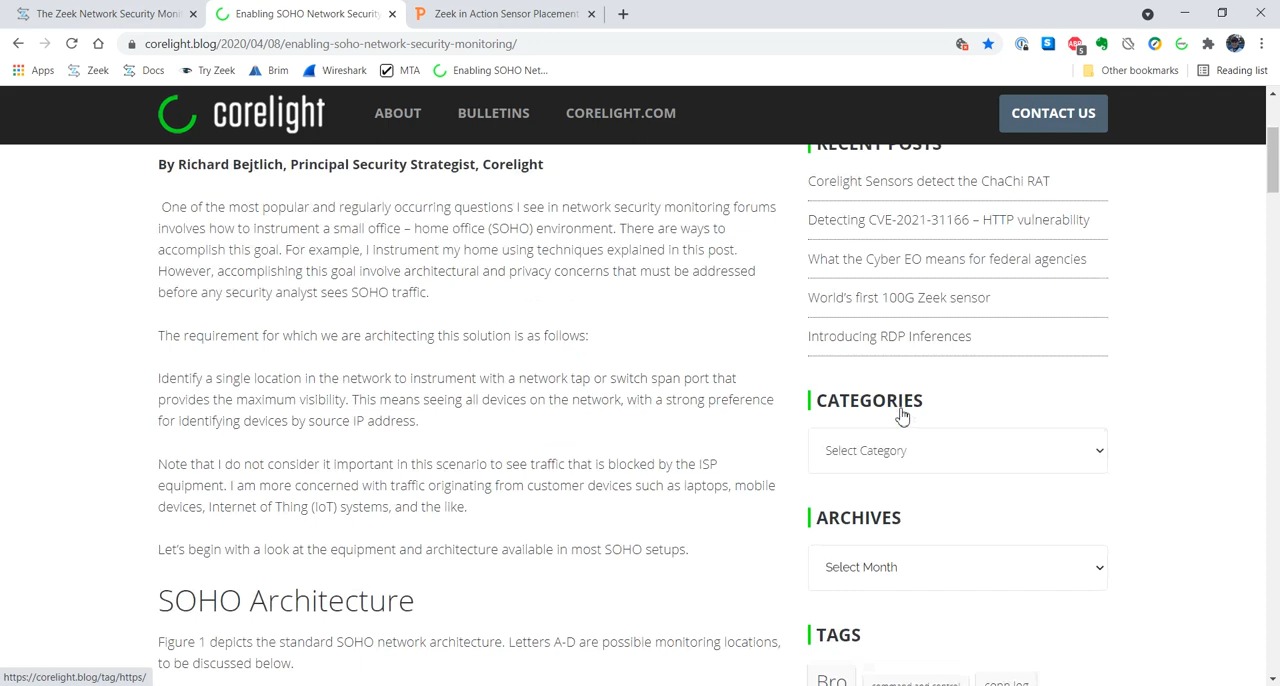 The Zeek Network Security Monit
Enabling SOHO Network Security
Zeek in Action Sensor Placement
corelight.blog/2020/04/08/enabling-soho-network-security-monitoring/
Apps
Zeek
Docs
Try Zeek
Brim
Wireshark
MTA
Enabling SOHO Net...
Other bookmarks
Reading list
corelight
ABOUT
BULLETINS
CORELIGHT.COM
CONTACT US
By Richard Bejtlich, Principal Security Strategist, Corelight
One of the most popular and regularly occurring questions I see in network security monitoring forums
involves how to instrument a small office – home office (SOHO) environment. There are ways to
accomplish this goal. For example, I instrument my home using techniques explained in this post.
However, accomplishing this goal involve architectural and privacy concerns that must be addressed
before any security analyst sees SOHO traffic.
The requirement for which we are architecting this solution is as follows:
Identify a single location in the network to instrument with a network tap or switch span port that
provides the maximum visibility. This means seeing all devices on the network, with a strong preference
for identifying devices by source IP address.
Note that I do not consider it important in this scenario to see traffic that is blocked by the ISP
equipment. I am more concerned with traffic originating from customer devices such as laptops, mobile
devices, Internet of Thing (IoT) systems, and the like.
Let's begin with a look at the equipment and architecture available in most SOHO setups.
SOHO Architecture
Figure 1 depicts the standard SOHO network architecture. Letters A-D are possible monitoring locations,
to be discussed below.
RECENT POSTS
Corelight Sensors detect the ChaChi RAT
Detecting CVE-2021-31166 – HTTP vulnerability
What the Cyber EO means for federal agencies
World's first 100G Zeek sensor
Introducing RDP Inferences
CATEGORIES
Select Category
ARCHIVES
Select Month
TAGS
Bro
command and control
conn.log
https://corelight.blog/tag/https/